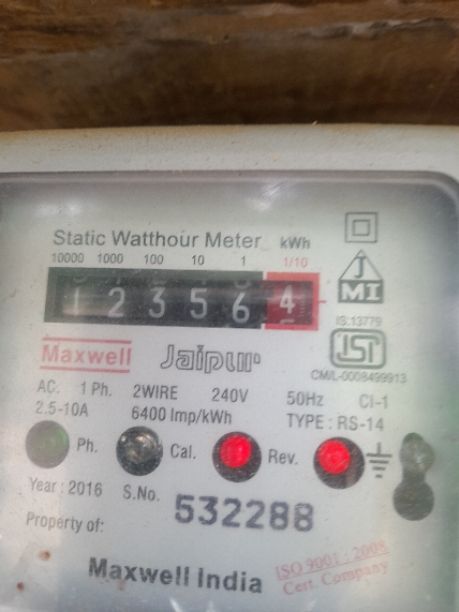 Static Watthour Meter kWh
10000 1000 100 10 1 1/10
1 2 3 5 6 4
J
MI
IS:13779
ISI
Maxwell Jaipur
CM/L-0008499913
AC. 1 Ph. 2WIRE 240V 50Hz Cl-1
2.5-10A 6400 Imp/kWh TYPE : RS-14
Ph. Cal. Rev.
Year : 2016 S.No. 532288
Property of:
Maxwell India
ISO 9001 : 2008
Cert. Company